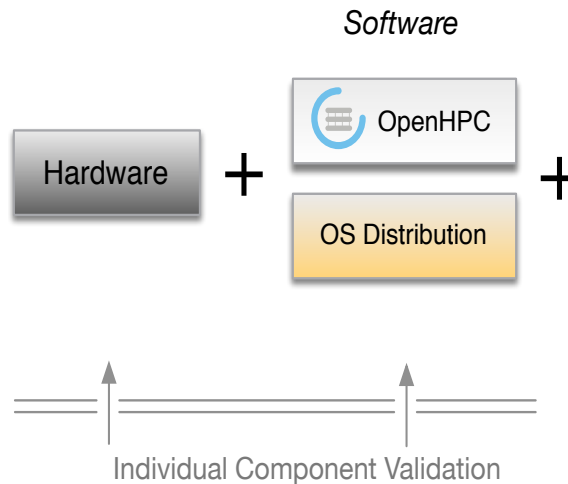 Software
OpenHPC
Hardware
+
+
OS Distribution
Individual Component Validation